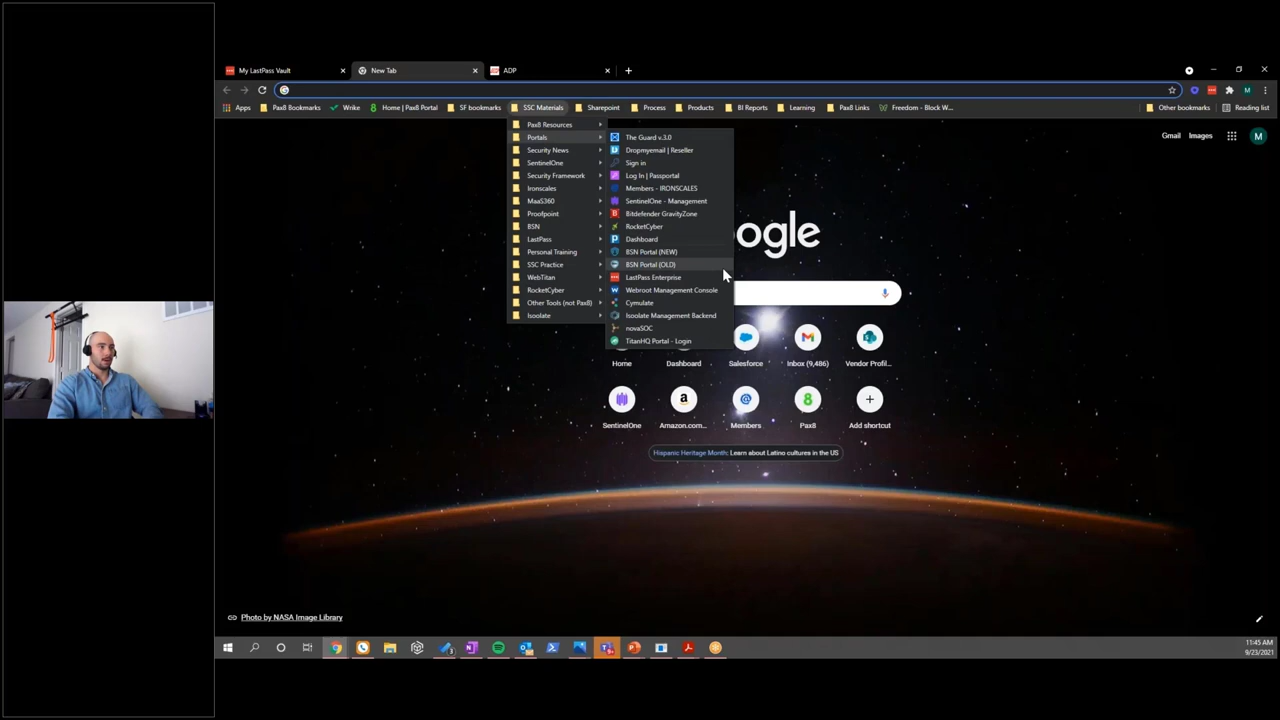 My LastPass Vault
New Tab
ADP
Apps
Pax8 Bookmarks
Wrike
Home | Pax8 Portal
SF bookmarks
SSC Materials
Sharepoint
Process
Products
BI Reports
Learning
Pax8 Links
Freedom - Block W...
Other bookmarks
Reading list
Gmail
Images
M
Pax8 Resources
Portals
Security News
SentinelOne
Security Framework
Ironscales
MaaS360
Proofpoint
BSN
LastPass
Personal Training
SSC Practice
WebTitan
RocketCyber
Other Tools (not Pax8)
Isoolate
The Guard v.3.0
Dropmyemail | Reseller
Sign in
Log In | Passportal
Members - IRONSCALES
SentinelOne - Management
Bitdefender GravityZone
RocketCyber
Dashboard
BSN Portal (NEW)
BSN Portal (OLD)
LastPass Enterprise
Webroot Management Console
Cymulate
Isoolate Management Backend
novaSOC
TitanHQ Portal - Login
ogle
Home
Dashboard
Salesforce
Inbox (9,486)
Vendor Profil...
SentinelOne
Amazon.com...
Members
Pax8
Add shortcut
Hispanic Heritage Month: Learn about Latino cultures in the US
Photo by NASA Image Library
11:45 AM
9/23/2021